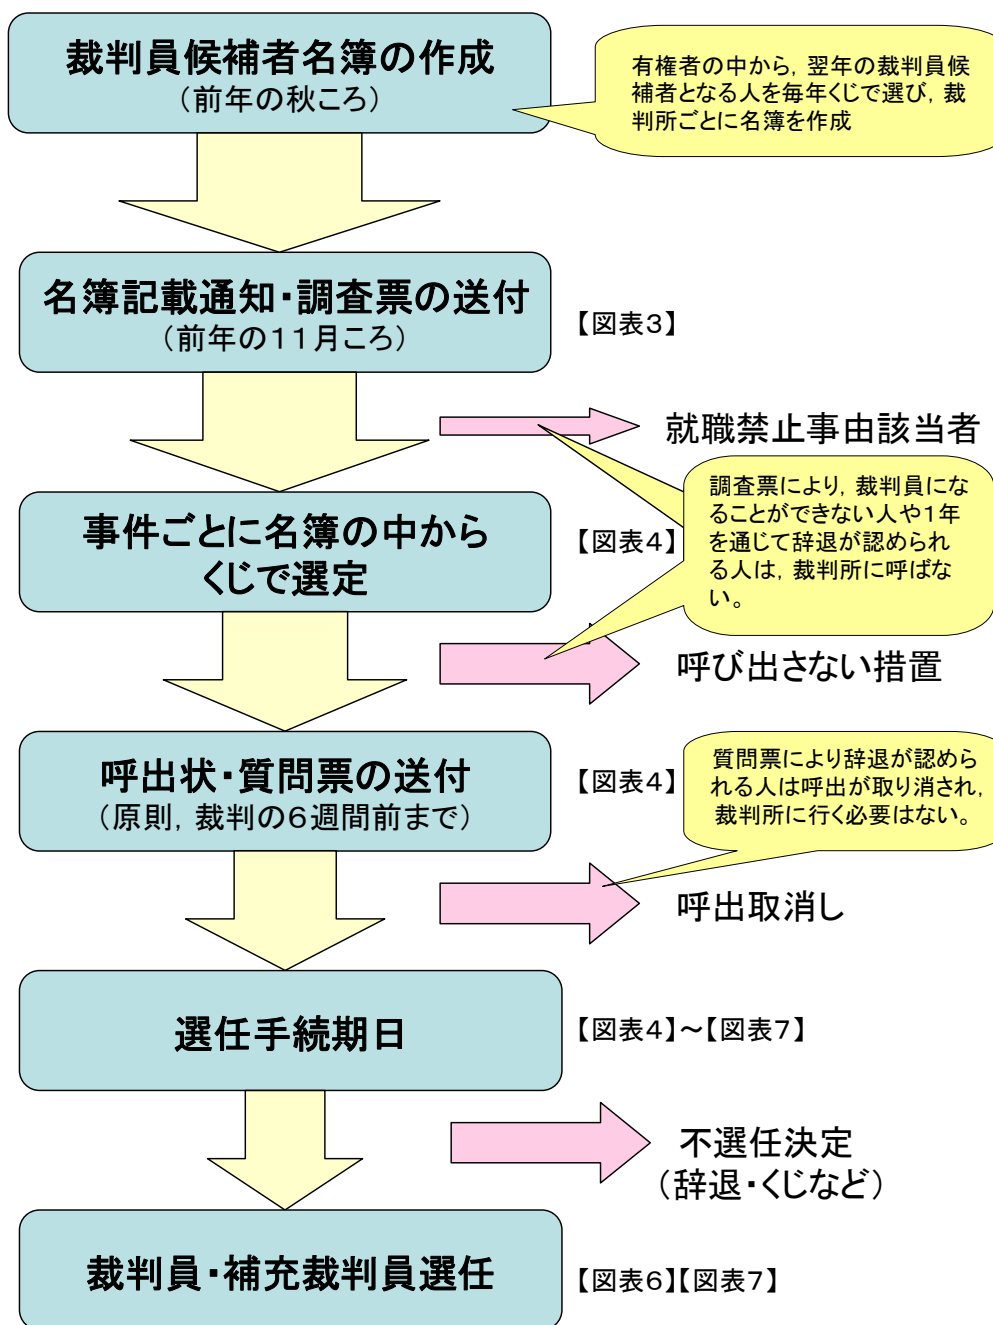 裁判員候補者名簿の作成
（前年の秋ころ）
有権者の中から，翌年の裁判員候
補者となる人を毎年くじで選び，裁
判所ごとに名簿を作成
名簿記載通知・調査票の送付
（前年の１１月ころ）
【図表３】
就職禁止事由該当者
調査票により，裁判員にな
ることができない人や１年
を通じて辞退が認められ
る人は，裁判所に呼ばな
い。
事件ごとに名簿の中から
くじで選定
【図表４】
呼び出さない措置
呼出状・質問票の送付
（原則，裁判の６週間前まで）
【図表４】
質問票により辞退が認めら
れる人は呼出が取り消され，
裁判所に行く必要はない。
呼出取消し
選任手続期日
【図表４】～【図表７】
不選任決定
（辞退・くじなど）
裁判員・補充裁判員選任
【図表６】【図表７】